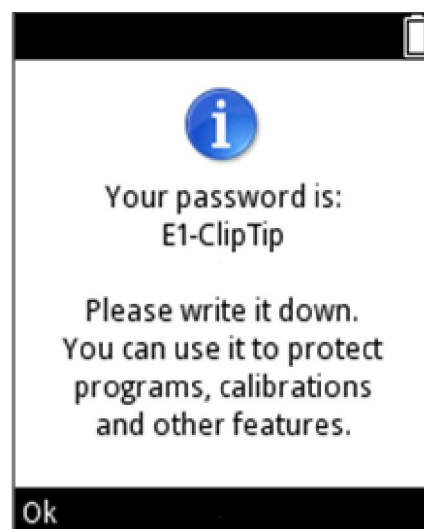 Your password is:
E1-ClipTip
Please write it down.
You can use it to protect
programs, calibrations
and other features.
Ok